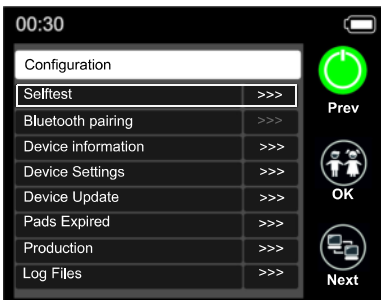 00:30
Configuration
Selftest >>>
Bluetooth pairing >>>
Device information >>>
Device Settings >>>
Device Update >>>
Pads Expired >>>
Production >>>
Log Files >>>
Prev
OK
Next